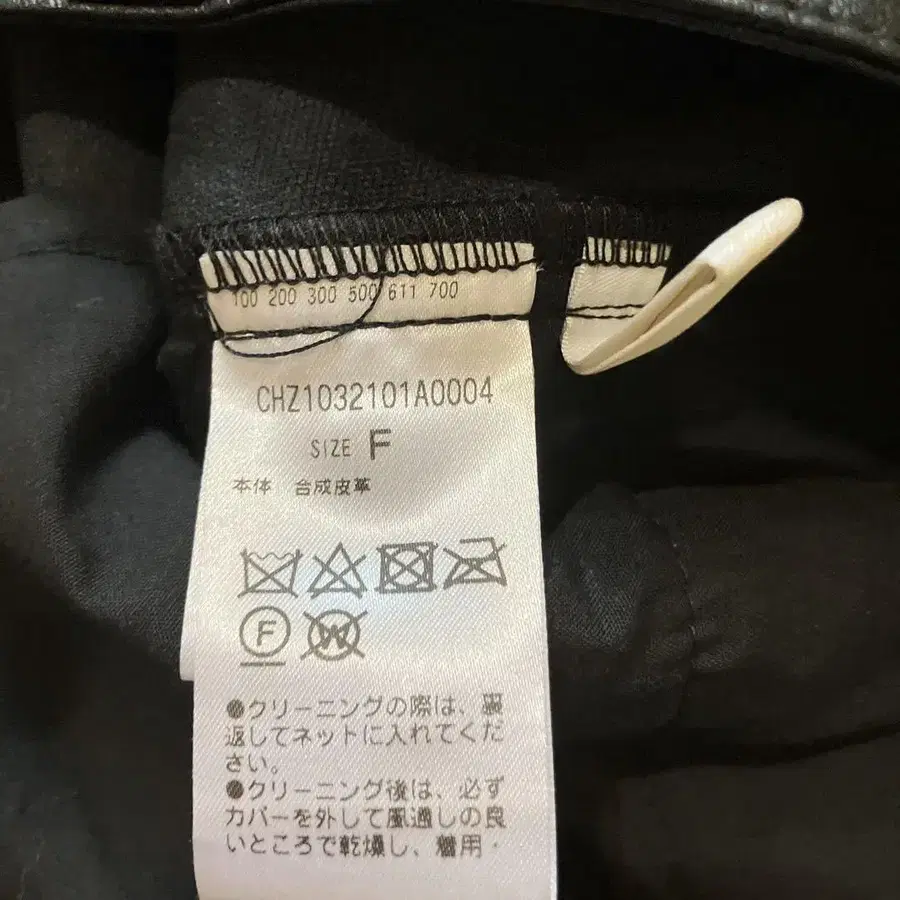 100 200 300 500 611 700
CHZ1032101A0004
SIZE F
本体 合成皮革
F W
●クリーニングの際は、裏
返してネットに入れてくだ
さい。
●クリーニング後は、必ず
カバーを外して風通しの良
いところで乾燥し、着用・